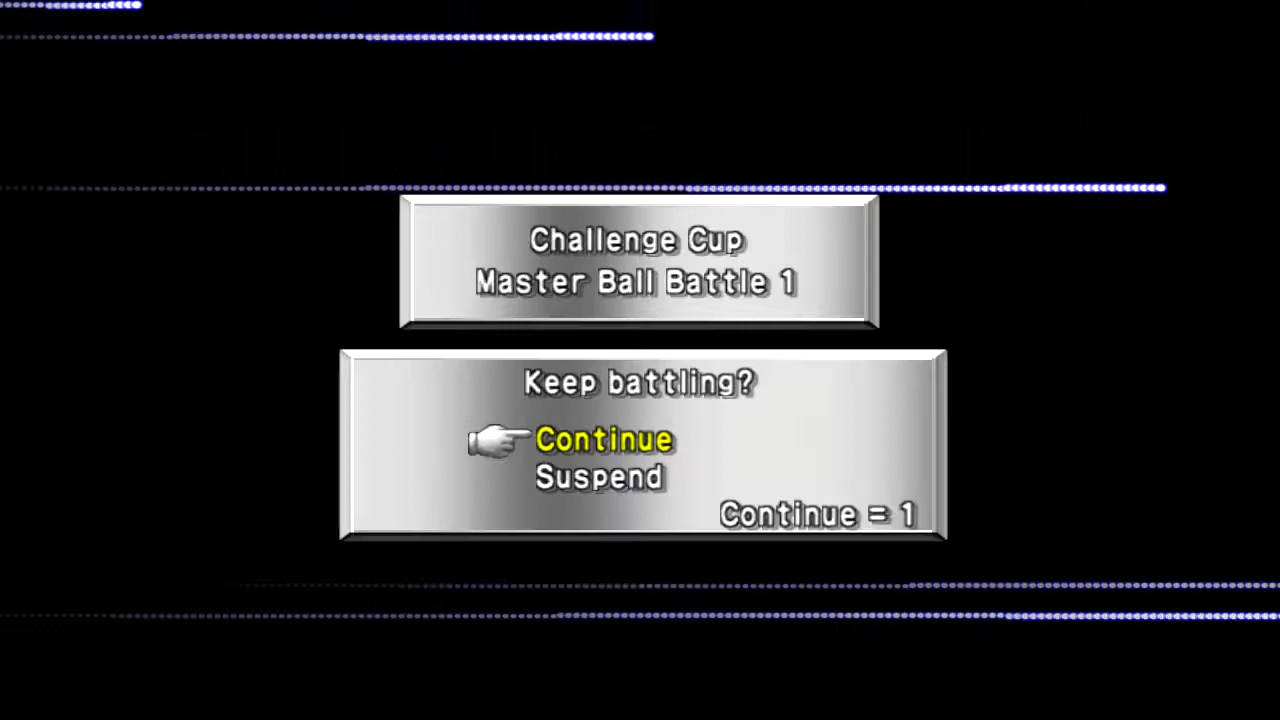 Challenge Cup
Master Ball Battle 1
Keep battling?
Continue
Suspend
Continue = 1